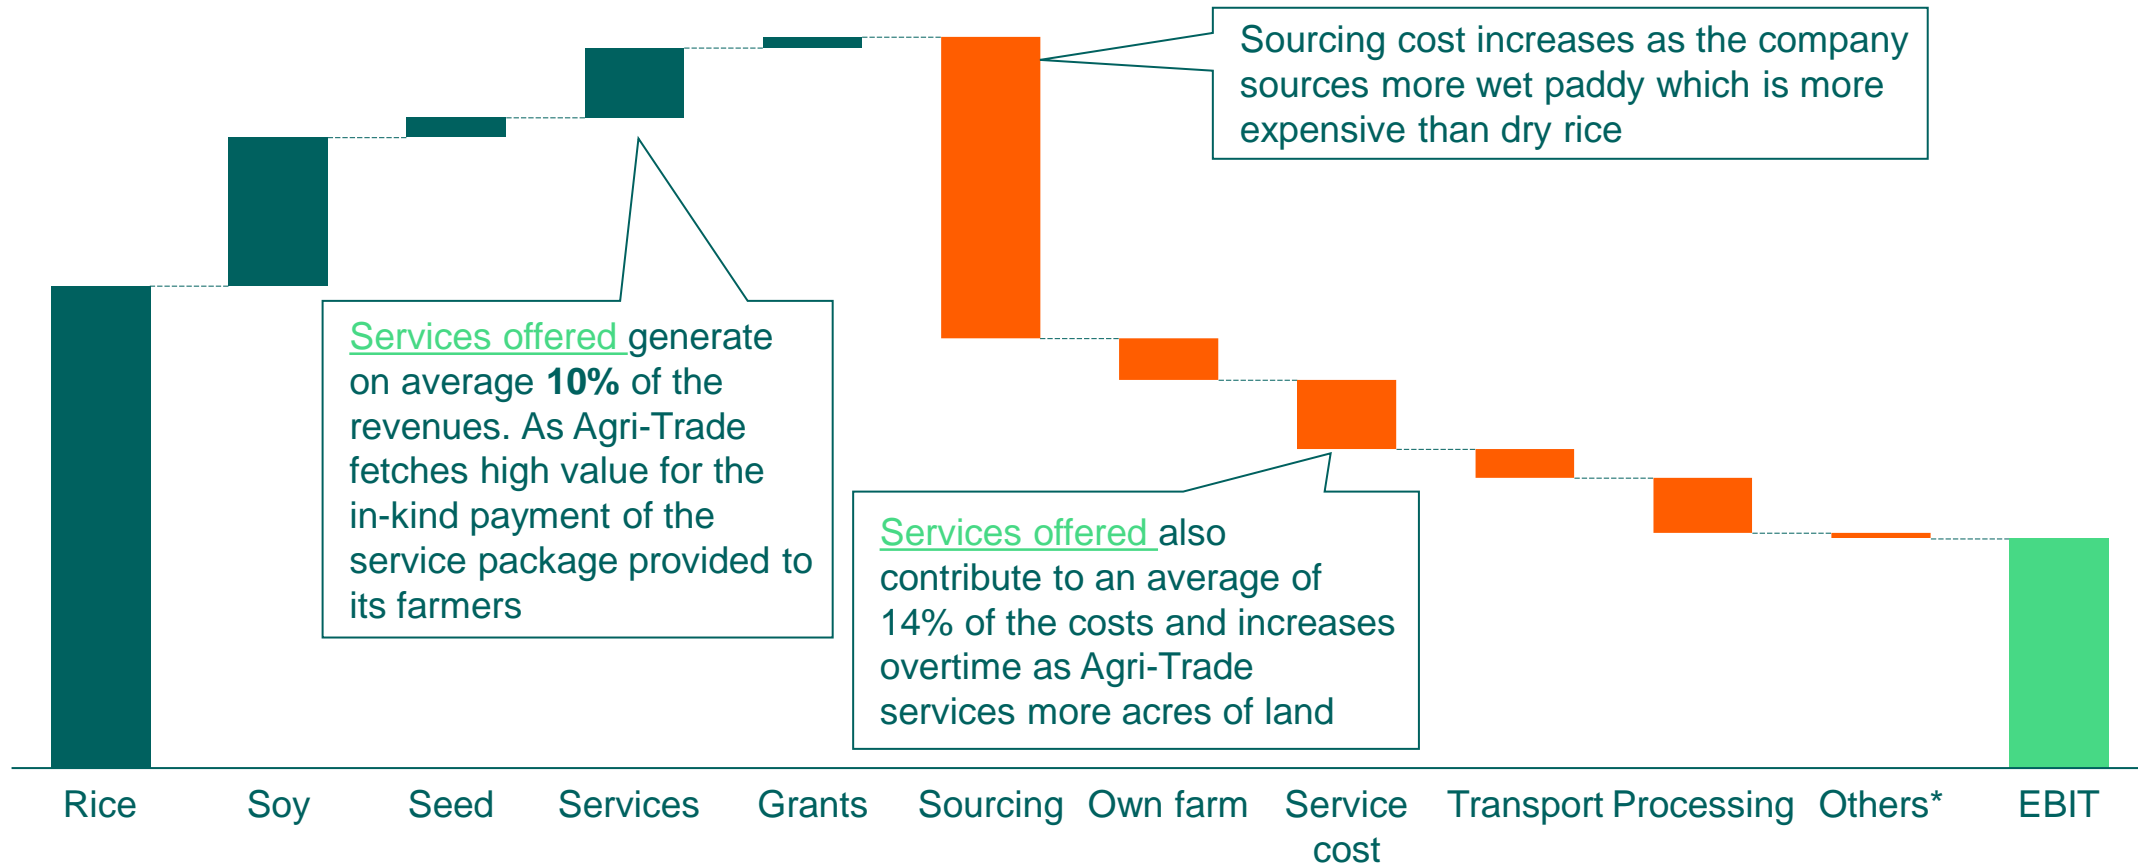 Sourcing cost increases as the company
sources more wet paddy which is more
expensive than dry rice
Services offered generate
on average 10% of the
revenues. As Agri-Trade
fetches high value for the
in-kind payment of the
service package provided to
its farmers
Services offered also
contribute to an average of
14% of the costs and increases
overtime as Agri-Trade
services more acres of land
Rice Soy Seed Services Grants Sourcing Own farm Service Transport Processing Others* EBIT
cost